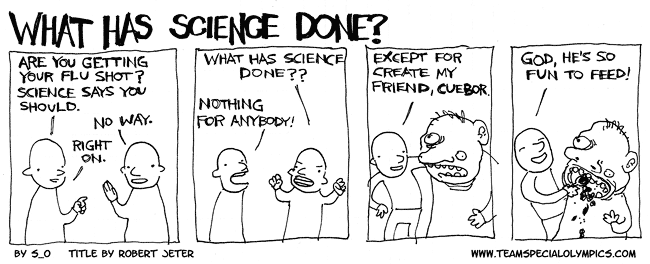 WHAT HAS SCIENCE DONE?
ARE YOU GETTING
YOUR FLU SHOT?
SCIENCE SAYS YOU
SHOULD.
NO WAY.
RIGHT
ON.
WHAT HAS SCIENCE
DONE??
NOTHING
FOR ANYBODY!
EXCEPT FOR
CREATE MY
FRIEND, CUEBOR.
GOD, HE'S SO
FUN TO FEED!
BY S_O TITLE BY ROBERT JETER
WWW.TEAMSPECIALOLYMPICS.COM